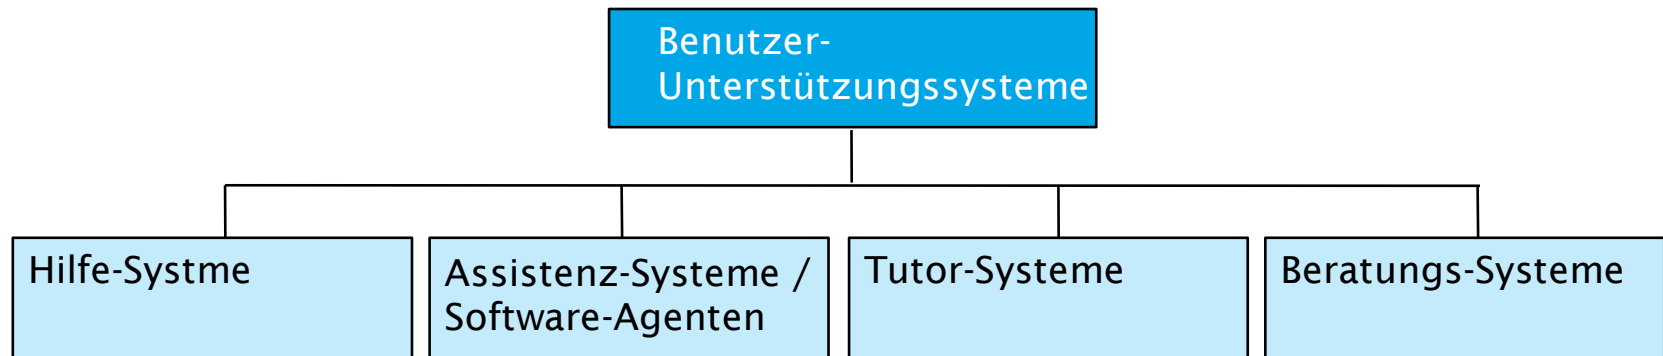 Benutzer-
Unterstützungssysteme
Hilfe-Systme
Assistenz-Systeme /
Software-Agenten
Tutor-Systeme
Beratungs-Systeme